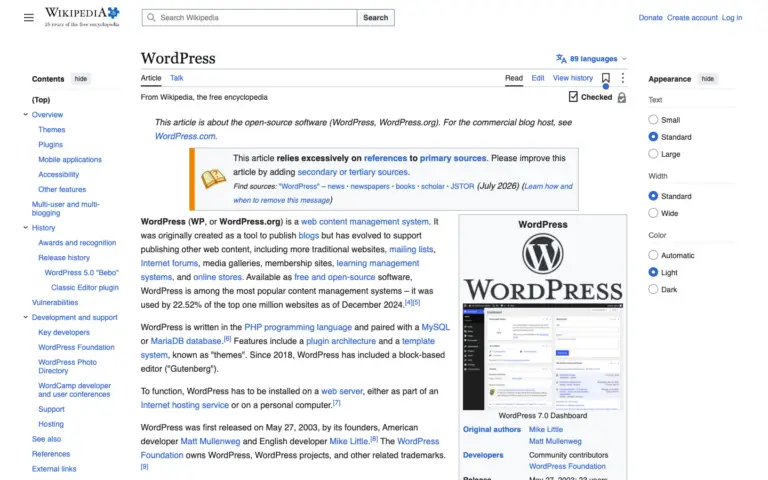 WIKIPEDIA
25 years of the free encyclopedia
Search Wikipedia
Search
Donate Create account Log in
Contents hide
(Top)
Overview
Themes
Plugins
Mobile applications
Accessibility
Other features
Multi-user and multi-
blogging
History
Awards and recognition
Release history
WordPress 5.0 "Bebo"
Classic Editor plugin
Vulnerabilities
Development and support
Key developers
WordPress Foundation
WordPress Photo
Directory
WordCamp developer
and user conferences
Support
Hosting
See also
References
External links
WordPress
89 languages
Article Talk
Read Edit View history
From Wikipedia, the free encyclopedia
Checked
This article is about the open-source software (WordPress, WordPress.org). For the commercial blog host, see
WordPress.com.
This article relies excessively on references to primary sources. Please improve this
article by adding secondary or tertiary sources.
Find sources: "WordPress" – news · newspapers · books · scholar · JSTOR (July 2026) (Learn how and
when to remove this message)
WordPress (WP, or WordPress.org) is a web content management system. It
was originally created as a tool to publish blogs but has evolved to support
publishing other web content, including more traditional websites, mailing lists,
Internet forums, media galleries, membership sites, learning management
systems, and online stores. Available as free and open-source software,
WordPress is among the most popular content management systems – it was
used by 22.52% of the top one million websites as of December 2024.[4][5]
WordPress is written in the PHP programming language and paired with a MySQL
or MariaDB database.[6] Features include a plugin architecture and a template
system, known as "themes". Since 2018, WordPress has included a block-based
editor ("Gutenberg").
To function, WordPress has to be installed on a web server, either as part of an
Internet hosting service or on a personal computer.[7]
WordPress was first released on May 27, 2003, by its founders, American
developer Matt Mullenweg and English developer Mike Little.[8] The WordPress
Foundation owns WordPress, WordPress projects, and other related trademarks.
[9]
WordPress
WORDPRESS
WordPress 7.0 Dashboard
Original authors Mike Little
Matt Mullenweg
Developers Community contributors
WordPress Foundation
Release May 27, 2003; 23 years
Appearance hide
Text
Small
Standard
Large
Width
Standard
Wide
Color
Automatic
Light
Dark